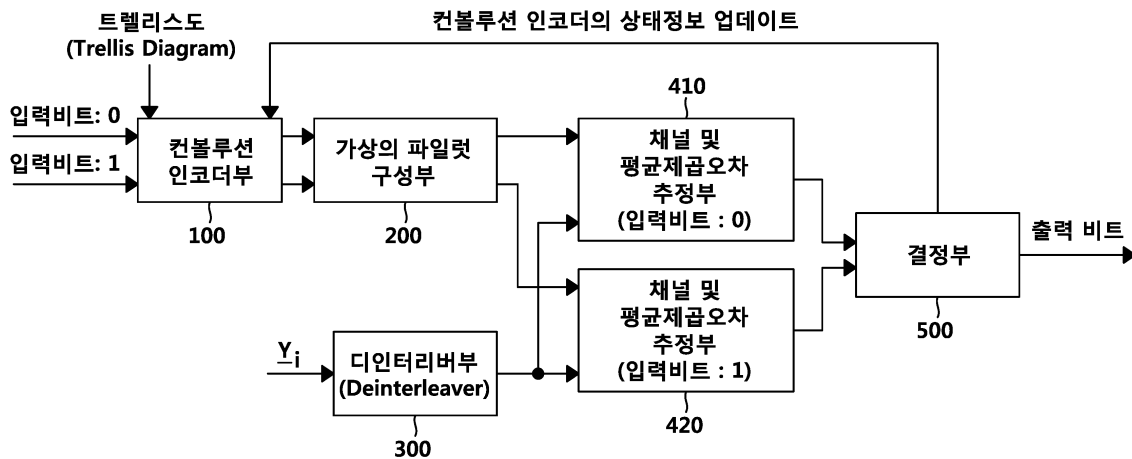 트렐리스도
(Trellis Diagram)
컨볼루션 인코더의 상태정보 업데이트
입력비트: 0
입력비트: 1
컨볼루션
인코더부
100
가상의 파일럿
구성부
200
410
채널 및
평균제곱오차
추정부
(입력비트 : 0)
채널 및
평균제곱오차
추정부
(입력비트 : 1)
420
Yi
디인터리버부
(Deinterleaver)
300
결정부
500
출력 비트